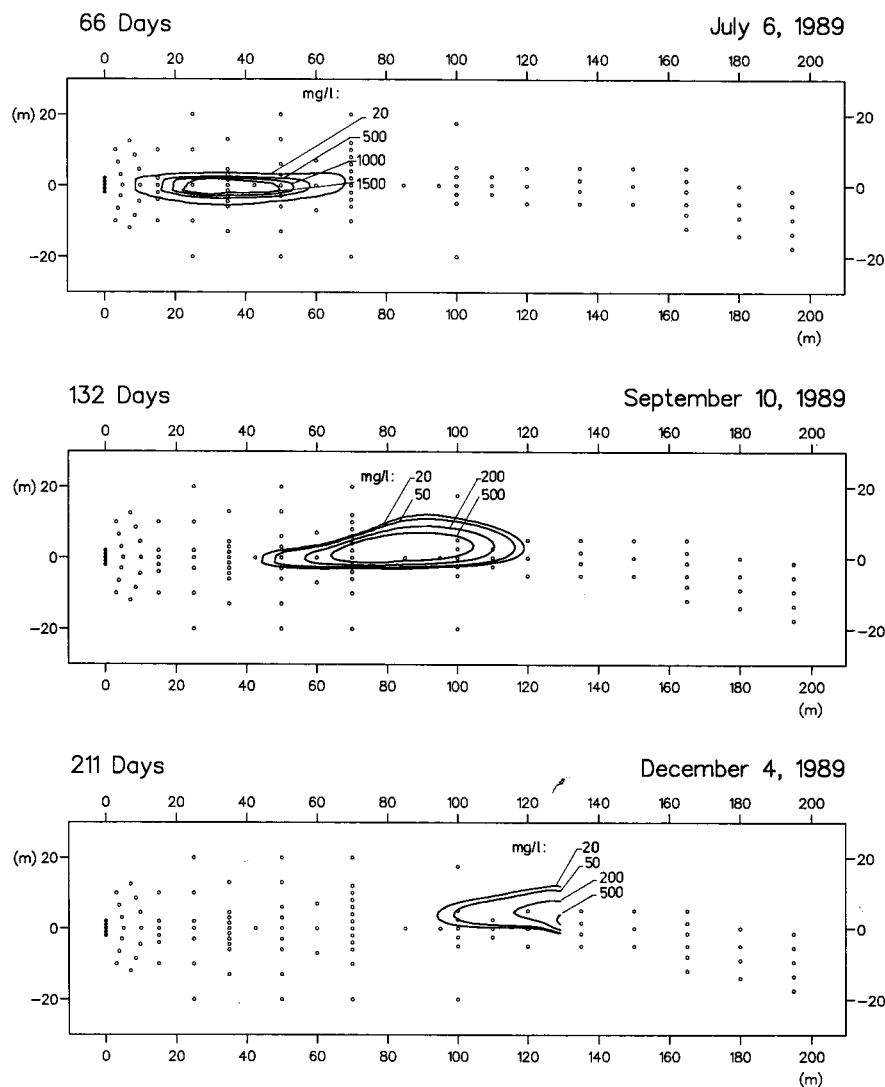 66 Days July 6, 1989
0 20 40 60 80 100 120 140 160 180 200
mg/l:
(m) 20 20 20
500
1000
0 1500 0
-20 -20
0 20 40 60 80 100 120 140 160 180 200
(m)
132 Days September 10, 1989
0 20 40 60 80 100 120 140 160 180 200
mg/l: 20 200
(m) 20 50 500 20
0 0
-20 -20
0 20 40 60 80 100 120 140 160 180 200
(m)
211 Days December 4, 1989
0 20 40 60 80 100 120 140 160 180 200
mg/l: 20
(m) 20 50 20
200
500
0 0
-20 -20
0 20 40 60 80 100 120 140 160 180 200
(m)